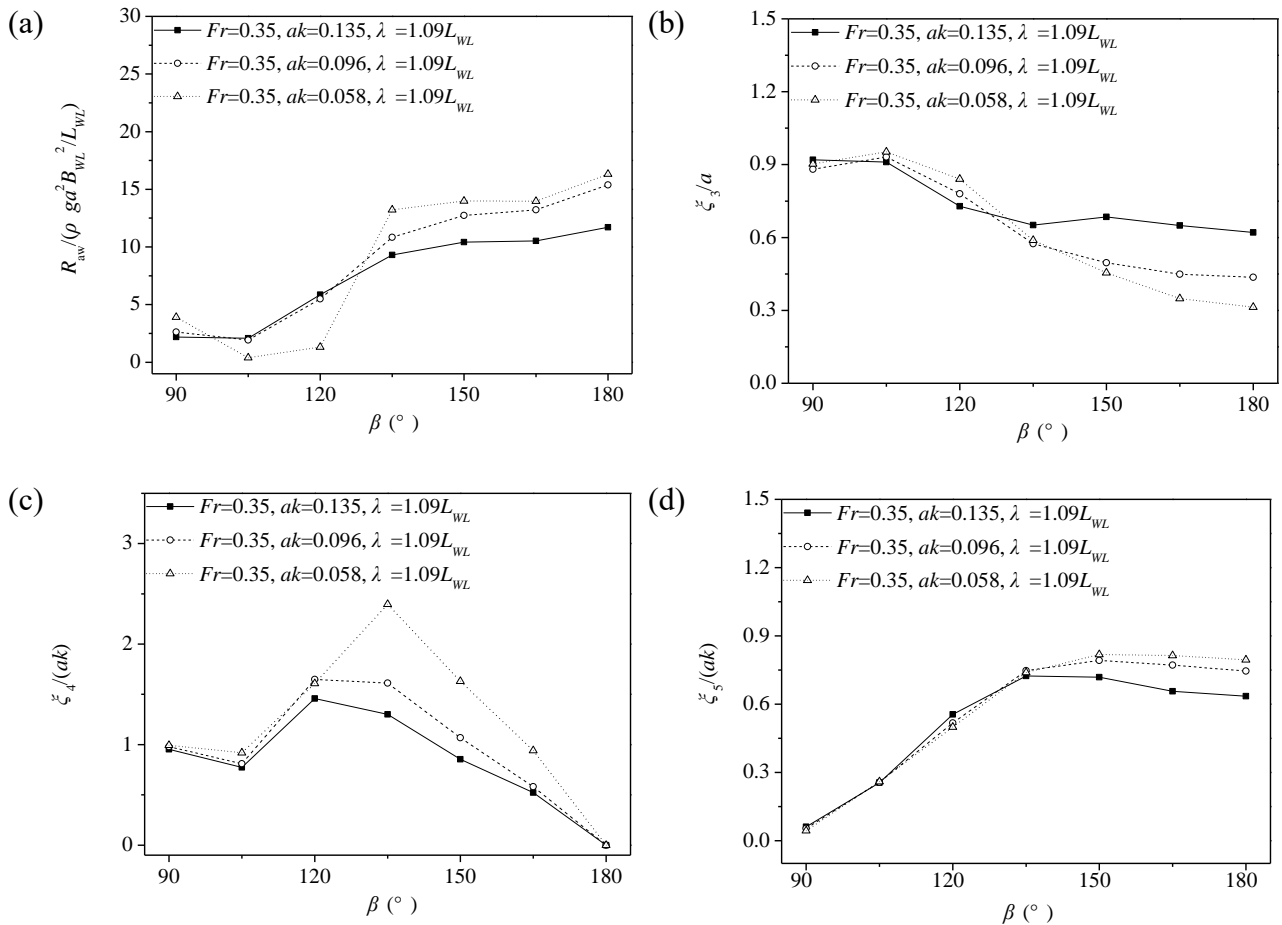 (a)
30
25
20
15
10
5
0
90
120
150
180
R_aw/(ρ ga²B_WL²/L_WL)
β (°)
Fr=0.35, ak=0.135, λ =1.09L_WL
Fr=0.35, ak=0.096, λ =1.09L_WL
Fr=0.35, ak=0.058, λ =1.09L_WL
(b)
1.5
1.2
0.9
0.6
0.3
0.0
90
120
150
180
ξ_3/a
β (°)
Fr=0.35, ak=0.135, λ =1.09L_WL
Fr=0.35, ak=0.096, λ =1.09L_WL
Fr=0.35, ak=0.058, λ =1.09L_WL
(c)
3
2
1
0
90
120
150
180
ξ_4/(ak)
β (°)
Fr=0.35, ak=0.135, λ =1.09L_WL
Fr=0.35, ak=0.096, λ =1.09L_WL
Fr=0.35, ak=0.058, λ =1.09L_WL
(d)
1.5
1.2
0.9
0.6
0.3
0.0
90
120
150
180
ξ_5/(ak)
β (°)
Fr=0.35, ak=0.135, λ =1.09L_WL
Fr=0.35, ak=0.096, λ =1.09L_WL
Fr=0.35, ak=0.058, λ =1.09L_WL